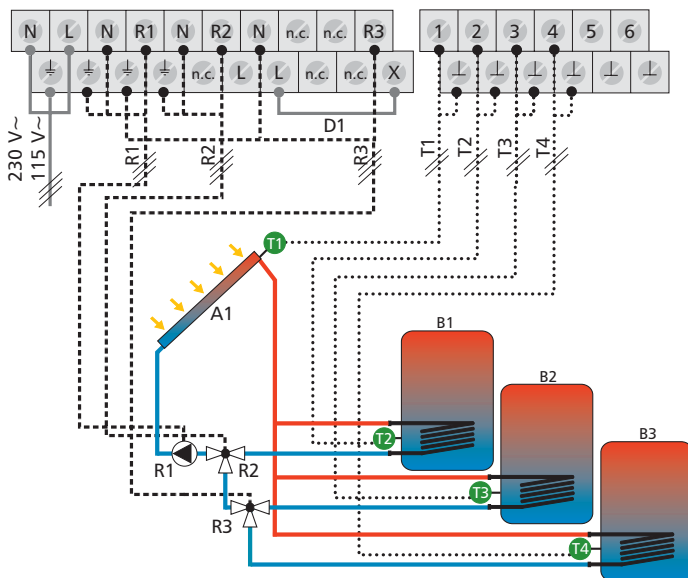 N L N R1 N R2 N n.c. n.c. R3
1 2 3 4 5 6
n.c. L L n.c. n.c. X
D1
230 V~
115 V~
R1
R2
R3
T1
T2
T3
T4
T1
A1
B1
T2
B2
R1
R2
T3
B3
R3
T4